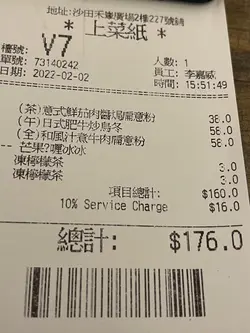 地址:沙田禾輋廣場2樓227號鋪
* 上菜紙 *
檯號: V7
人數: 1
單號: 73140242
員工: 李嘉威
日期: 2022-02-02
時間: 15:51:49
(茶)意式鮮茄肉醬焗扁意粉 38.0
(午)日式肥牛炒烏冬 58.0
(全)和風汁煮牛肉扁意粉 58.0
-- 芒果?喱冰冰
凍檸檬茶 3.0
凍檸檬茶 3.0
項目總計: $160.0
10% Service Charge $16.0
總計: $176.0